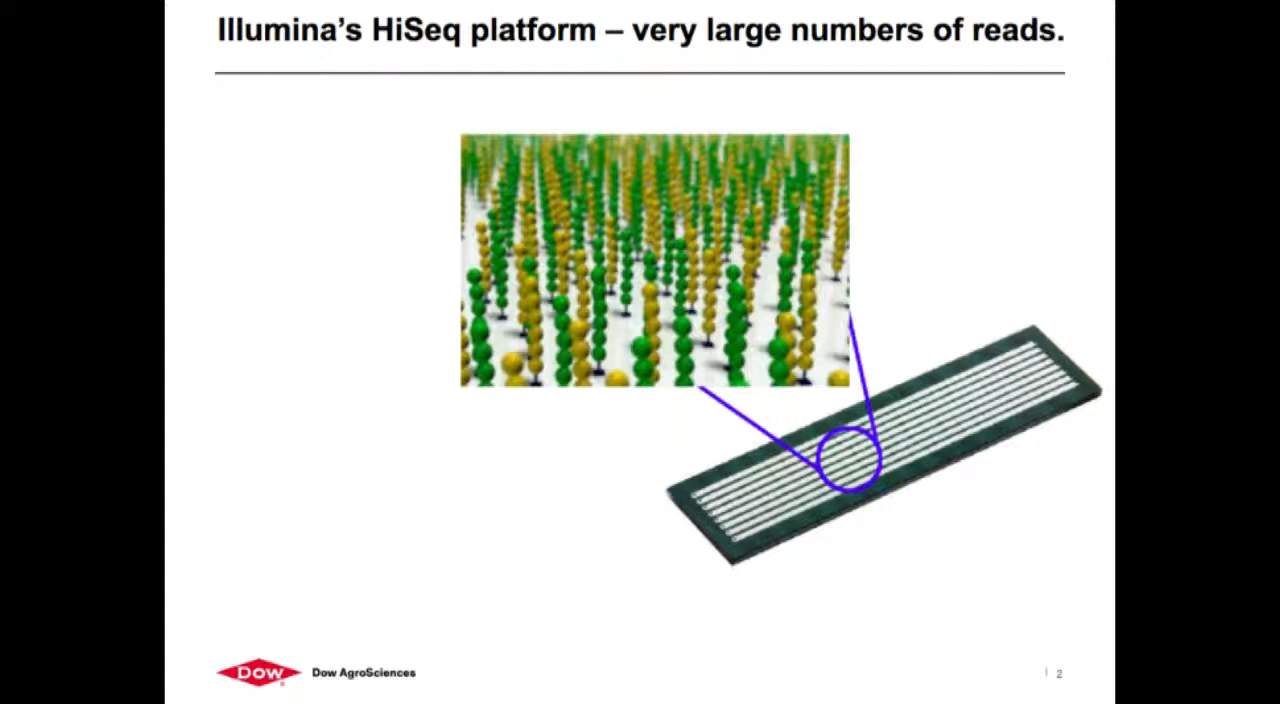 Illumina’s HiSeq platform – very large numbers of reads.
Dow
Dow AgroSciences
2